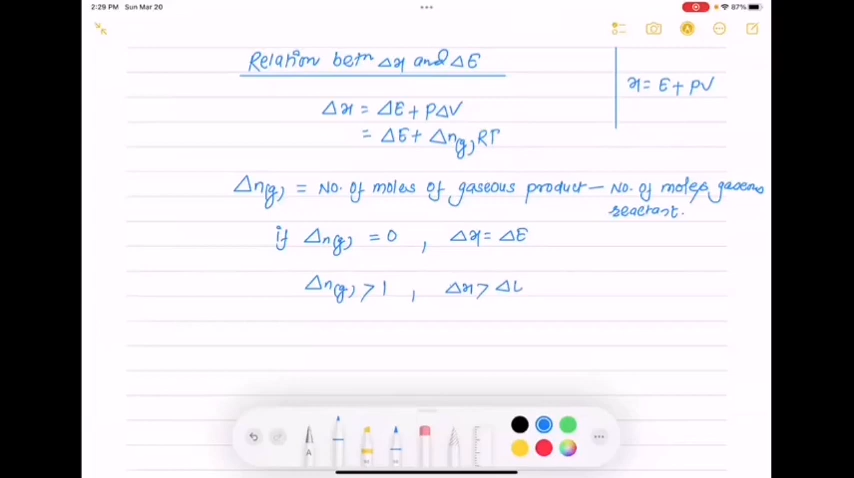 2:29 PM Sun Mar 20
87%
Relation betn ΔH and ΔE
H = E + PV
ΔH = ΔE + PΔV
= ΔE + Δn(g) RT
Δn(g) = No. of moles of gaseous product — No. of moles gaseous
reactant.
if Δn(g) = 0 , ΔH = ΔE
Δn(g) > 1 , ΔH > ΔL
A